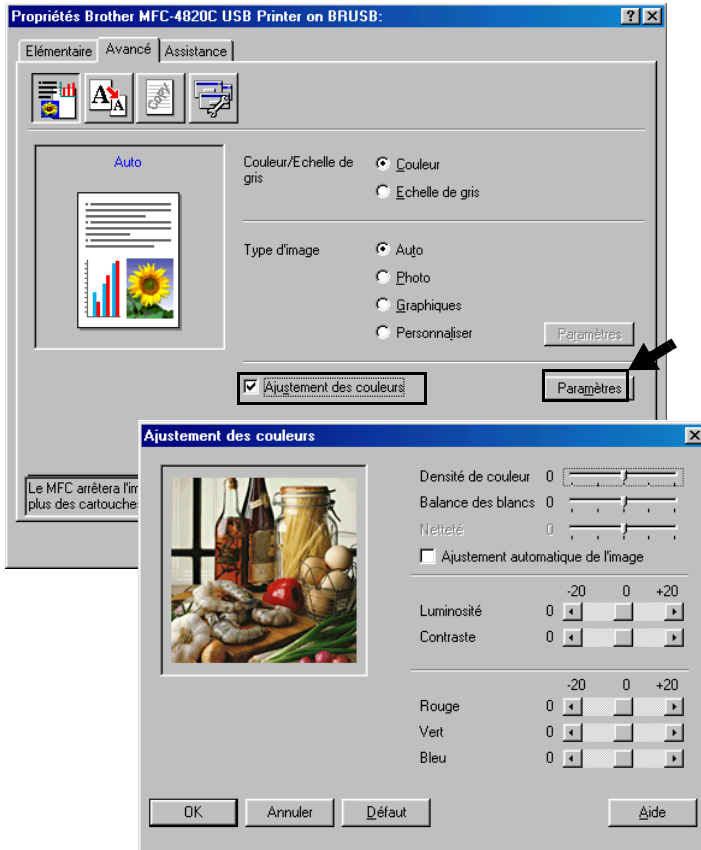 Propriétés Brother MFC-4820C USB Printer on BRUSB:
Elémentaire Avancé Assistance
A A
copy
Auto
Couleur/Echelle de gris
Couleur
Echelle de gris
Type d'image
Auto
Photo
Graphiques
Personnaliser Paramètres
Ajustement des couleurs Paramètres
Le MFC arrêtera
plus des cartouche
Ajustement des couleurs
Densité de couleur 0
Balance des blancs 0
Netteté 0
Ajustement automatique de l'image
-20 0 +20
Luminosité 0
Contraste 0
-20 0 +20
Rouge 0
Vert 0
Bleu 0
OK Annuler Défaut Aide